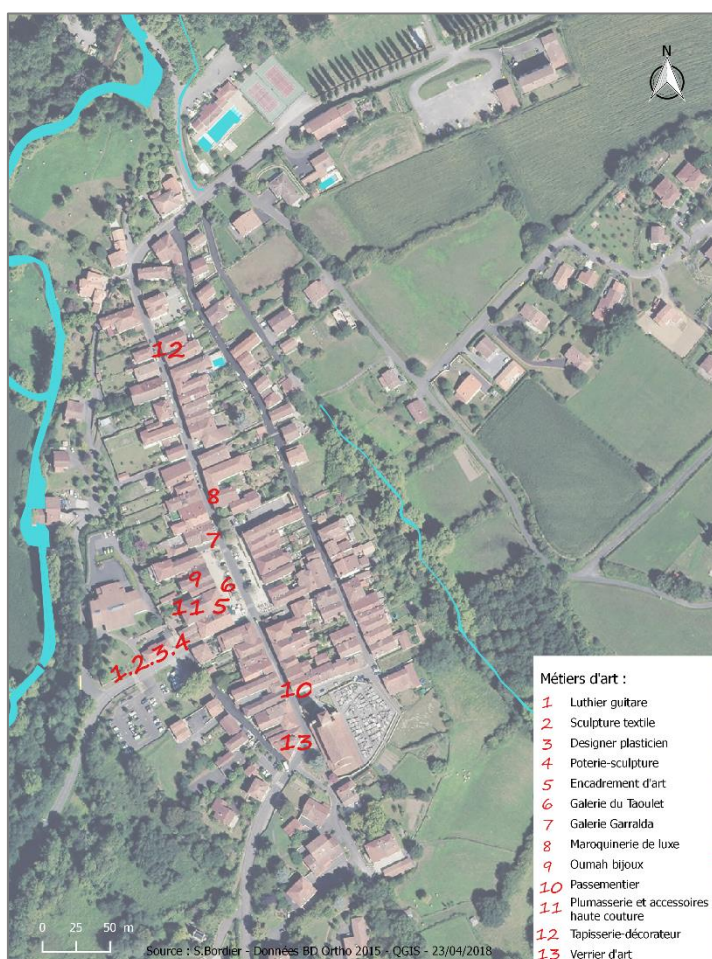 N
12
8
7
9
6
11 5
1.2.3.4
10
13
Métiers d'art :
1 Luthier guitare
2 Sculpture textile
3 Designer plasticien
4 Poterie-sculpture
5 Encadrement d'art
6 Galerie du Taoulet
7 Galerie Garralda
8 Maroquinerie de luxe
9 Oumah bijoux
10 Passementier
11 Plumasserie et accessoires
haute couture
12 Tapisserie-décorateur
13 Verrier d'art
0 25 50 m
Source : S.Bordier - Données BD Ortho 2015 - QGIS - 23/04/2018